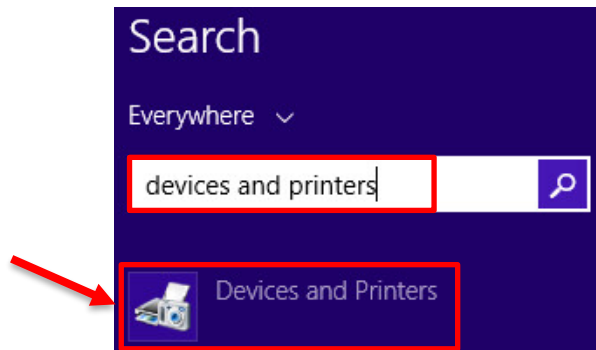 Search
Everywhere
devices and printers
Devices and Printers